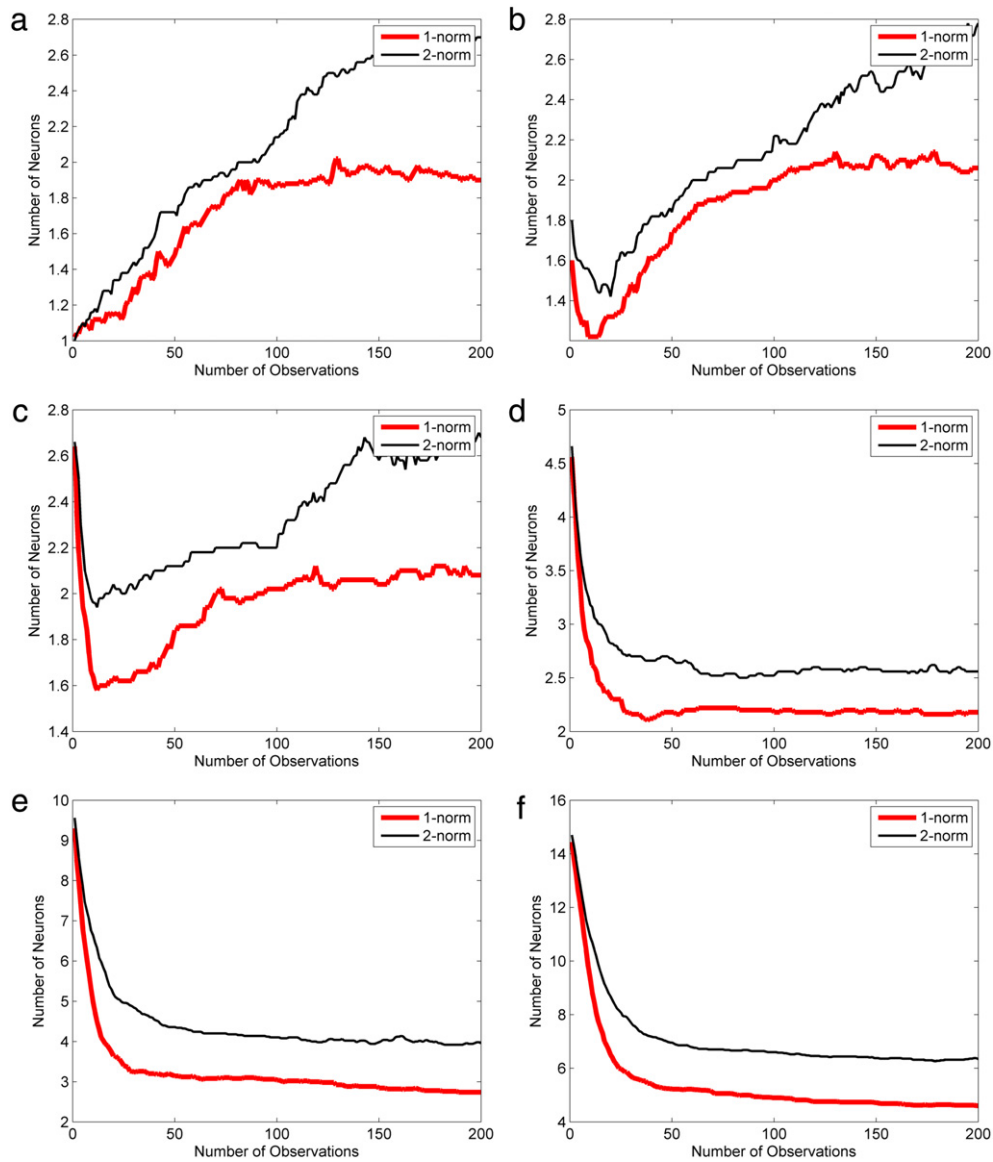 a
2.8
2.6
2.4
2.2
2
1.8
1.6
1.4
1.2
1
0
50
100
150
200
Number of Neurons
Number of Observations
1-norm
2-norm
b
2.8
2.6
2.4
2.2
2
1.8
1.6
1.4
0
50
100
150
200
Number of Neurons
Number of Observations
1-norm
2-norm
c
2.8
2.6
2.4
2.2
2
1.8
1.6
1.4
0
50
100
150
200
Number of Neurons
Number of Observations
1-norm
2-norm
d
5
4.5
4
3.5
3
2.5
2
0
50
100
150
200
Number of Neurons
Number of Observations
1-norm
2-norm
e
10
9
8
7
6
5
4
3
2
0
50
100
150
200
Number of Neurons
Number of Observations
1-norm
2-norm
f
16
14
12
10
8
6
4
0
50
100
150
200
Number of Neurons
Number of Observations
1-norm
2-norm